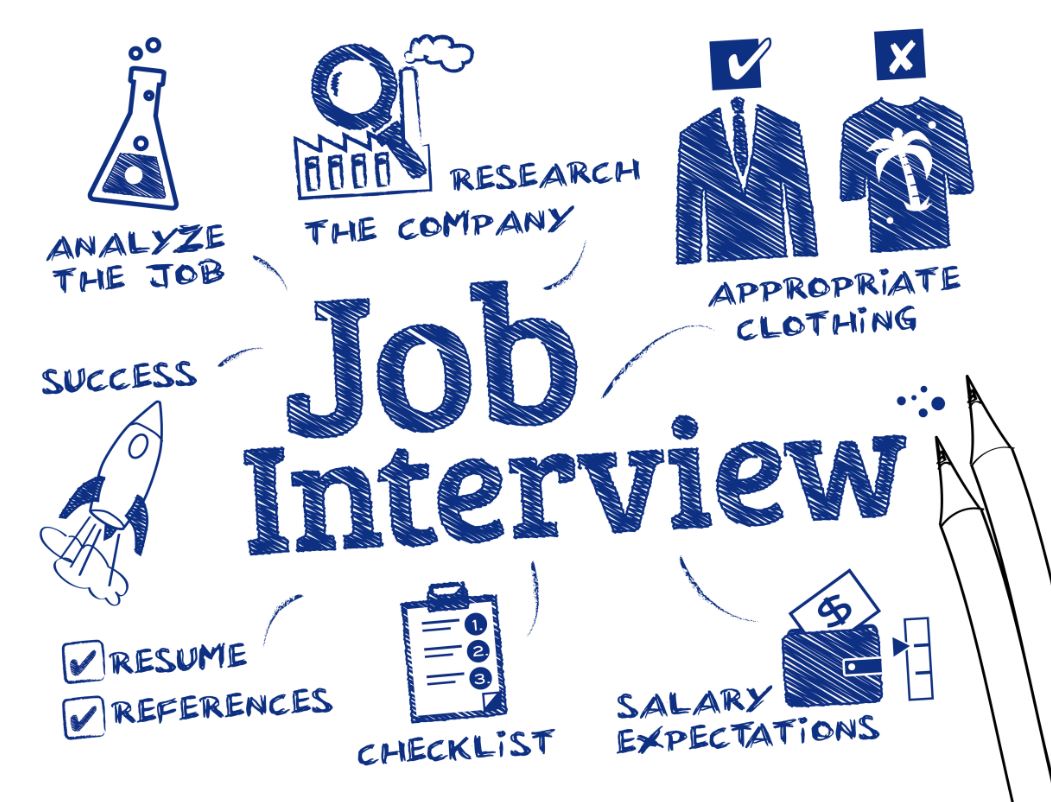 RESEARCH
THE COMPANY
ANALYZE
THE JOB
APPROPRIATE
CLOTHING
Job
Interview
SUCCESS
RESUME
REFERENCES
1.
2.
3.
CHECKLIST
$
SALARY
EXPECTATIONS